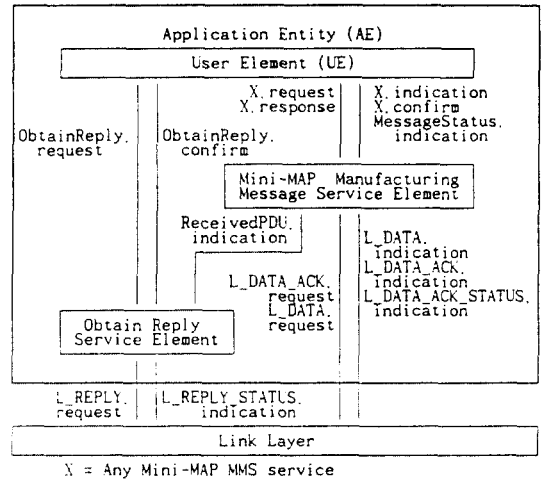 Application Entity (AE)
User Element (UE)
X.request
X.response
X.indication
X.confirm
MessageStatus.
indication
ObtainReply.
request
ObtainReply.
confirm
Mini-MAP Manufacturing
Message Service Element
ReceivedPDU.
indication
L_DATA.
indication
L_DATA_ACK.
indication
L_DATA_ACK_STATUS.
indication
L_DATA_ACK.
request
L_DATA.
request
Obtain Reply
Service Element
L_REPLY.
request
L_REPLY_STATUS.
indication
Link Layer
X = Any Mini-MAP MMS service